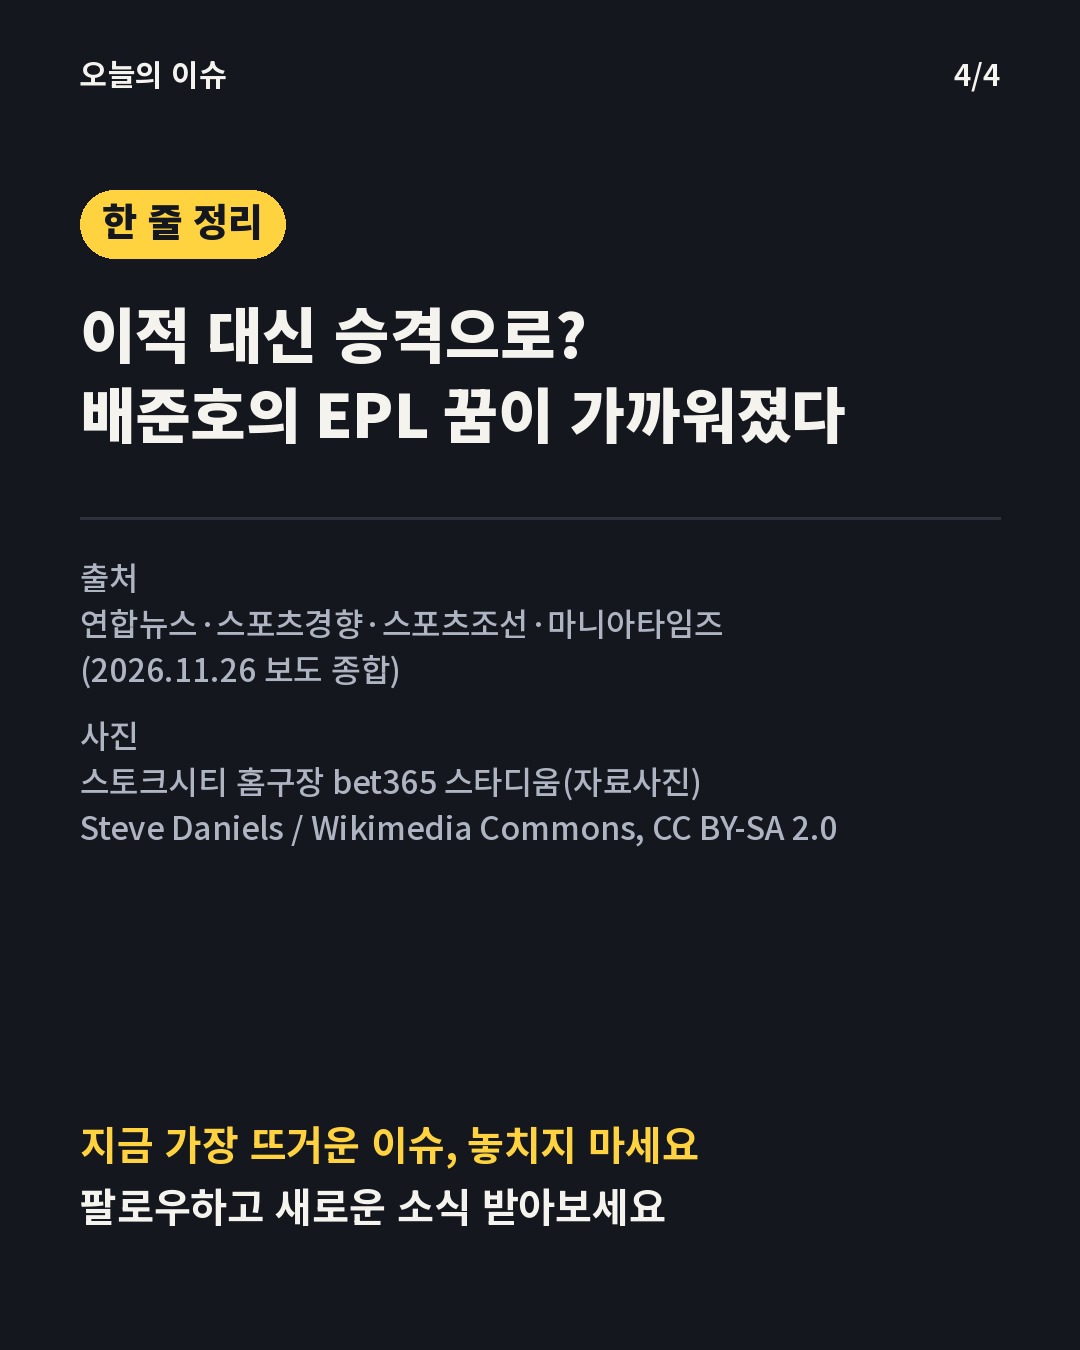 오늘의 이슈
4/4
한 줄 정리
이적 대신 승격으로?
배준호의 EPL 꿈이 가까워졌다
출처
연합뉴스·스포츠경향·스포츠조선·마니아타임즈
(2026.11.26 보도 종합)
사진
스토크시티 홈구장 bet365 스타디움(자료사진)
Steve Daniels / Wikimedia Commons, CC BY-SA 2.0
지금 가장 뜨거운 이슈, 놓치지 마세요
팔로우하고 새로운 소식 받아보세요